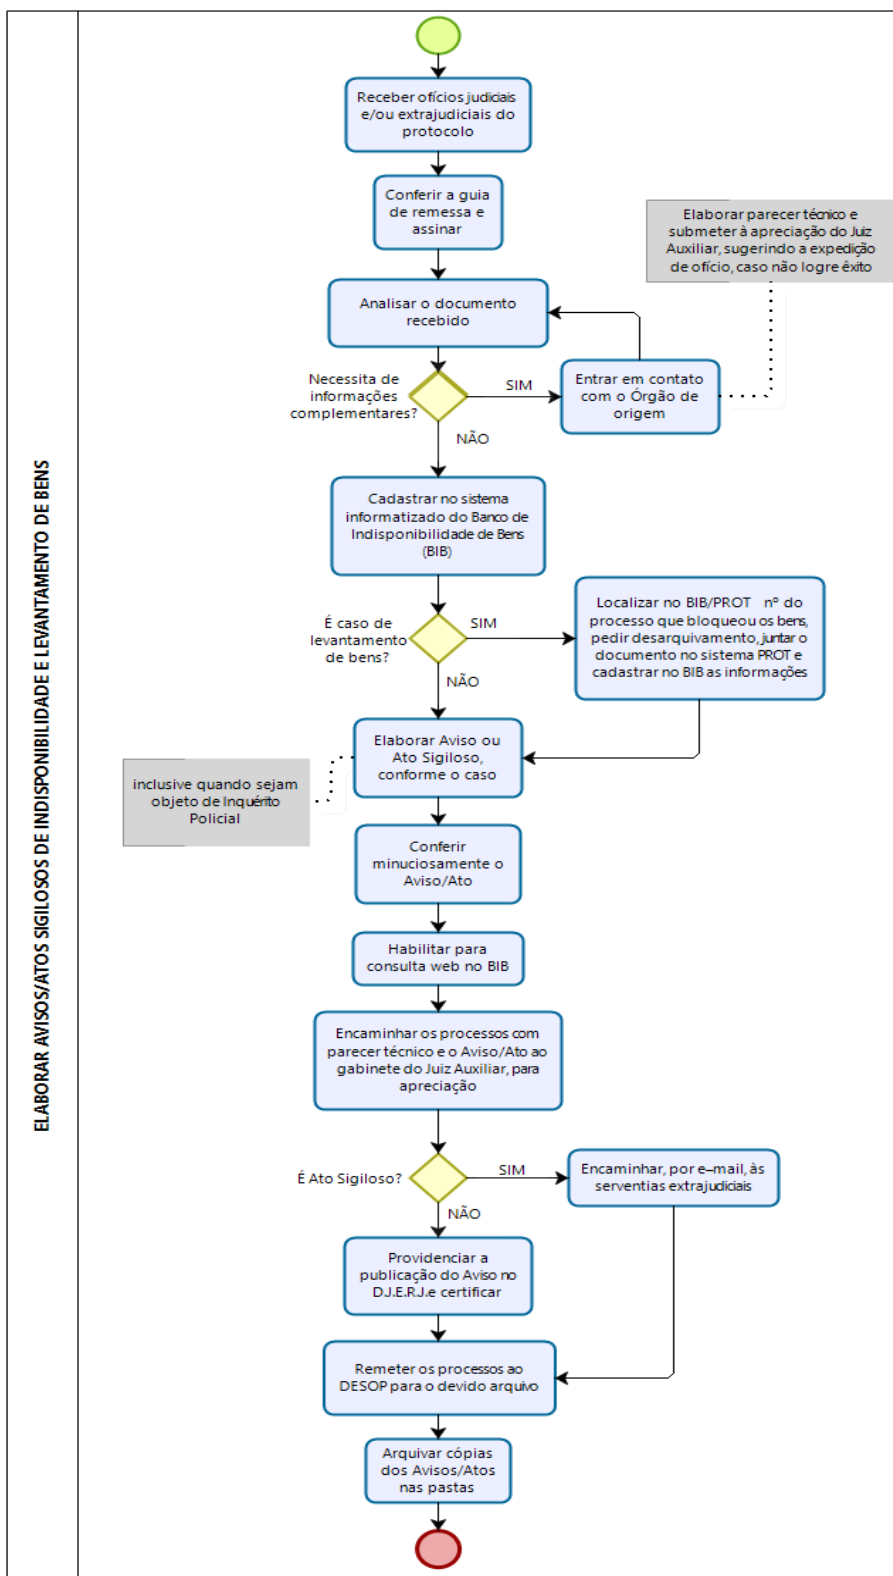 ELABORAR AVISOS/ATOS SIGILOSOS DE INDISPONIBILIDADE E LEVANTAMENTO DE BENS
Receber ofícios judiciais
e/ou extrajudiciais do
protocolo
Conferir a guia
de remessa e
assinar
Elaborar parecer técnico e
submeter à apreciação do Juiz
Auxiliar, sugerindo a expedição
de ofício, caso não logre êxito
Analisar o documento
recebido
Necessita de
informações
complementares?
SIM
Entrar em contato
com o Órgão de
origem
NÃO
Cadastrar no sistema
informatizado do Banco de
Indisponibilidade de Bens
(BIB)
É caso de
levantamento
de bens?
SIM
Localizar no BIB/PROT nº do
processo que bloqueou os bens,
pedir desarquivamento, juntar o
documento no sistema PROT e
cadastrar no BIB as informações
NÃO
Elaborar Aviso ou
Ato Sigiloso,
conforme o caso
inclusive quando sejam
objeto de Inquérito
Policial
Conferir
minuciosamente o
Aviso/Ato
Habilitar para
consulta web no BIB
Encaminhar os processos com
parecer técnico e o Aviso/Ato ao
gabinete do Juiz Auxiliar, para
apreciação
É Ato Sigiloso?
SIM
Encaminhar, por e-mail, às
serventias extrajudiciais
NÃO
Providenciar a
publicação do Aviso no
D.J.E.R.J.e certificar
Remeter os processos ao
DESOP para o devido arquivo
Arquivar cópias
dos Avisos/Atos
nas pastas